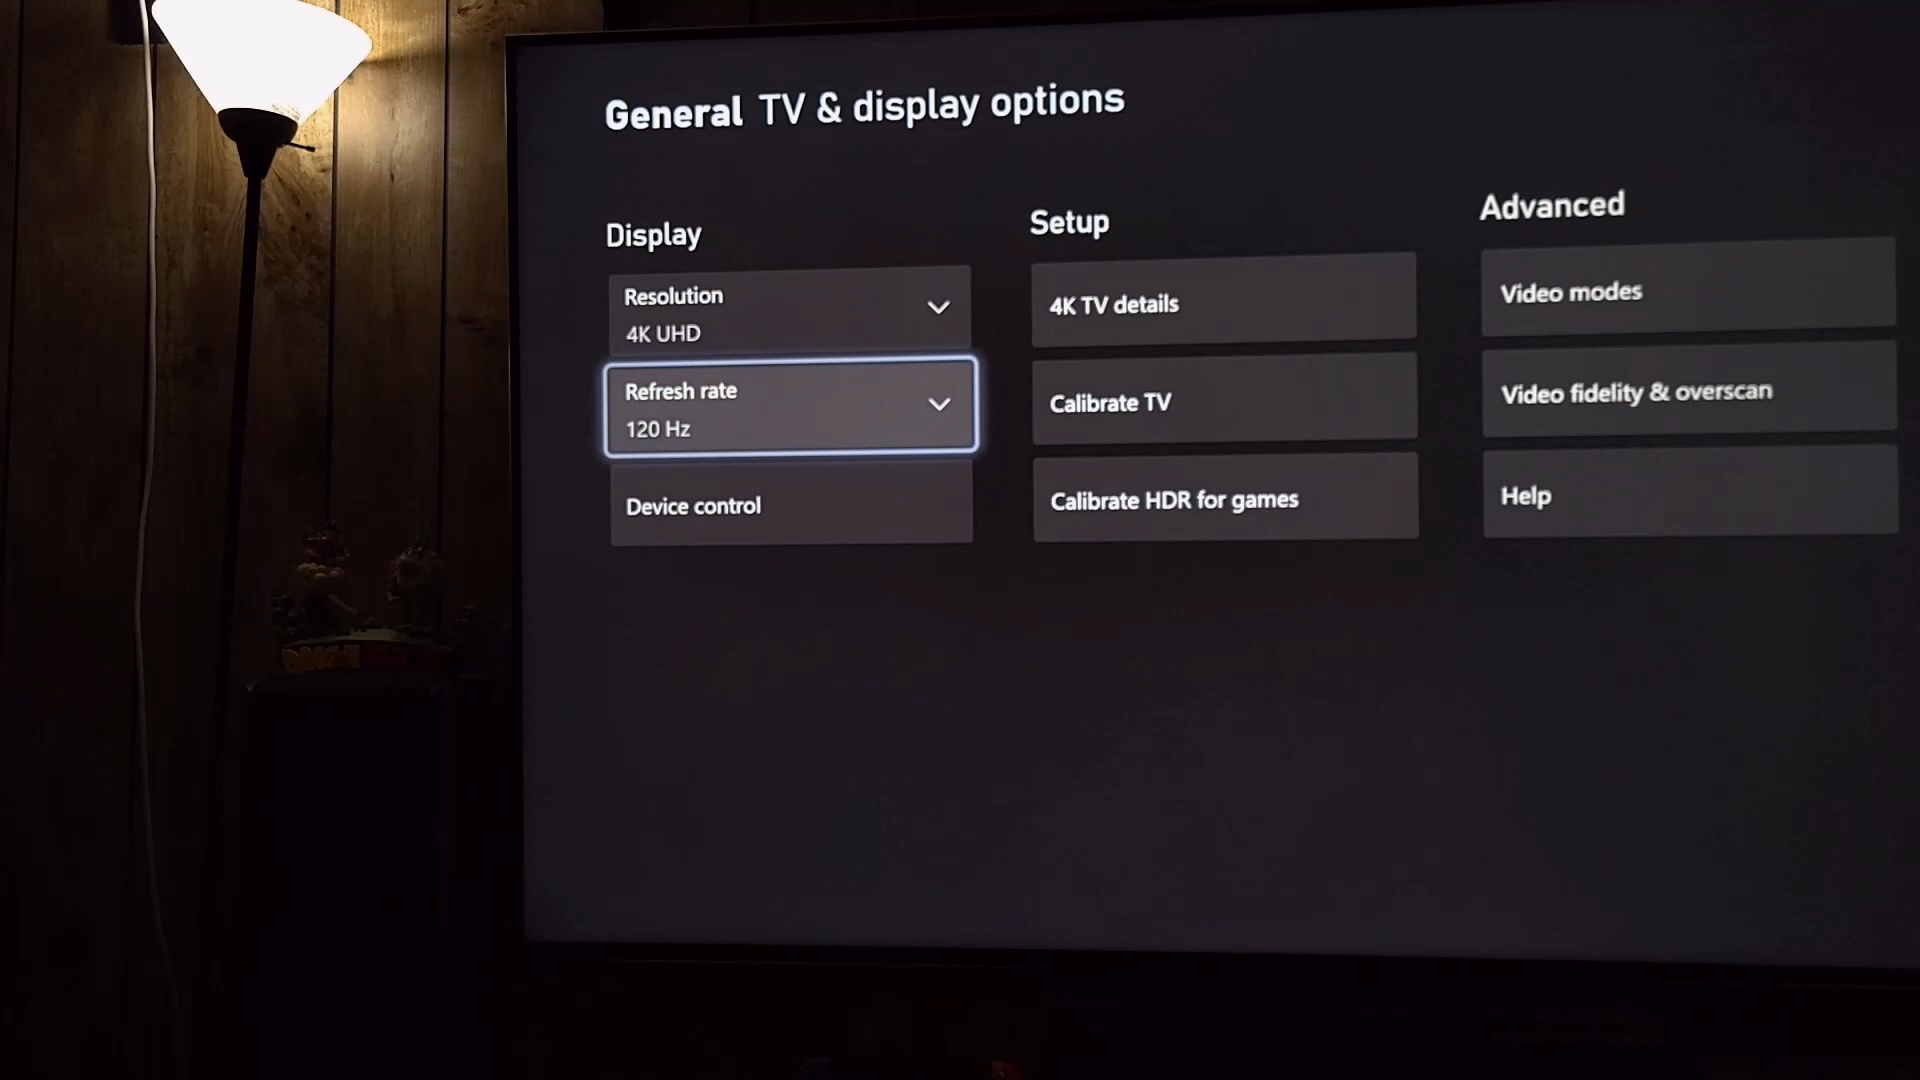 General TV & display options
Display
Resolution
4K UHD
Refresh rate
120 Hz
Device control
Setup
4K TV details
Calibrate TV
Calibrate HDR for games
Advanced
Video modes
Video fidelity & overscan
Help